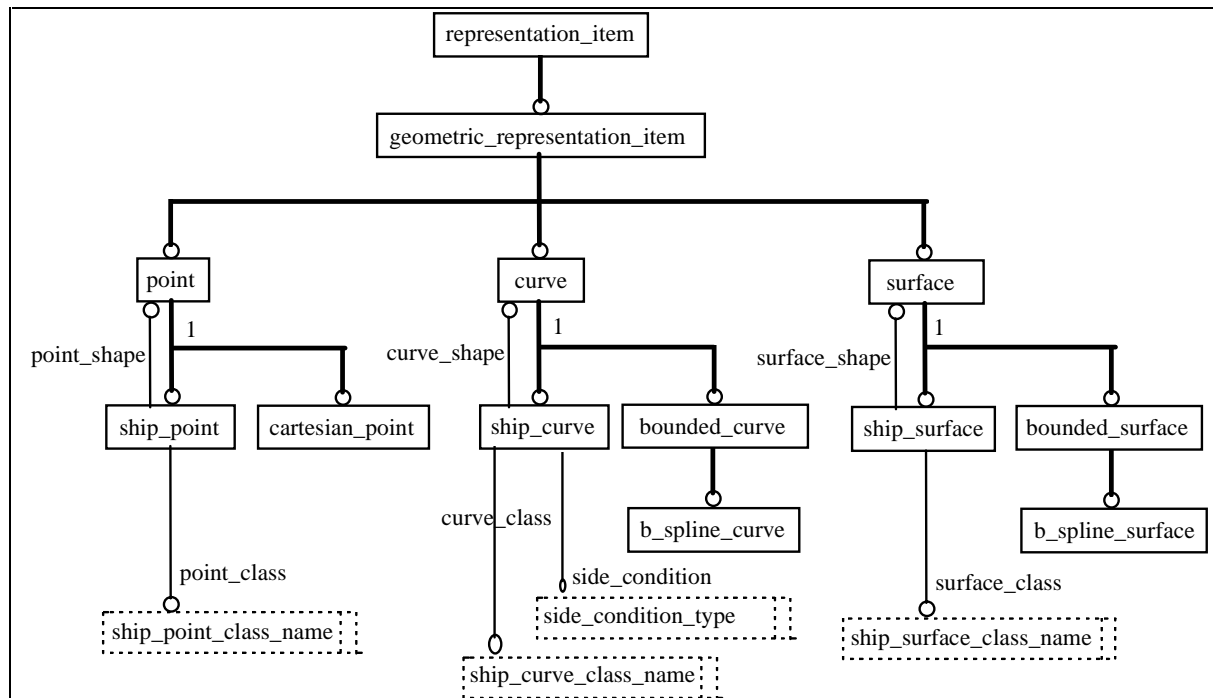 representation_item
geometric_representation_item
point
curve
surface
1
1
1
point_shape
curve_shape
surface_shape
ship_point
cartesian_point
ship_curve
bounded_curve
ship_surface
bounded_surface
curve_class
b_spline_curve
b_spline_surface
point_class
side_condition
surface_class
ship_point_class_name
side_condition_type
ship_surface_class_name
ship_curve_class_name